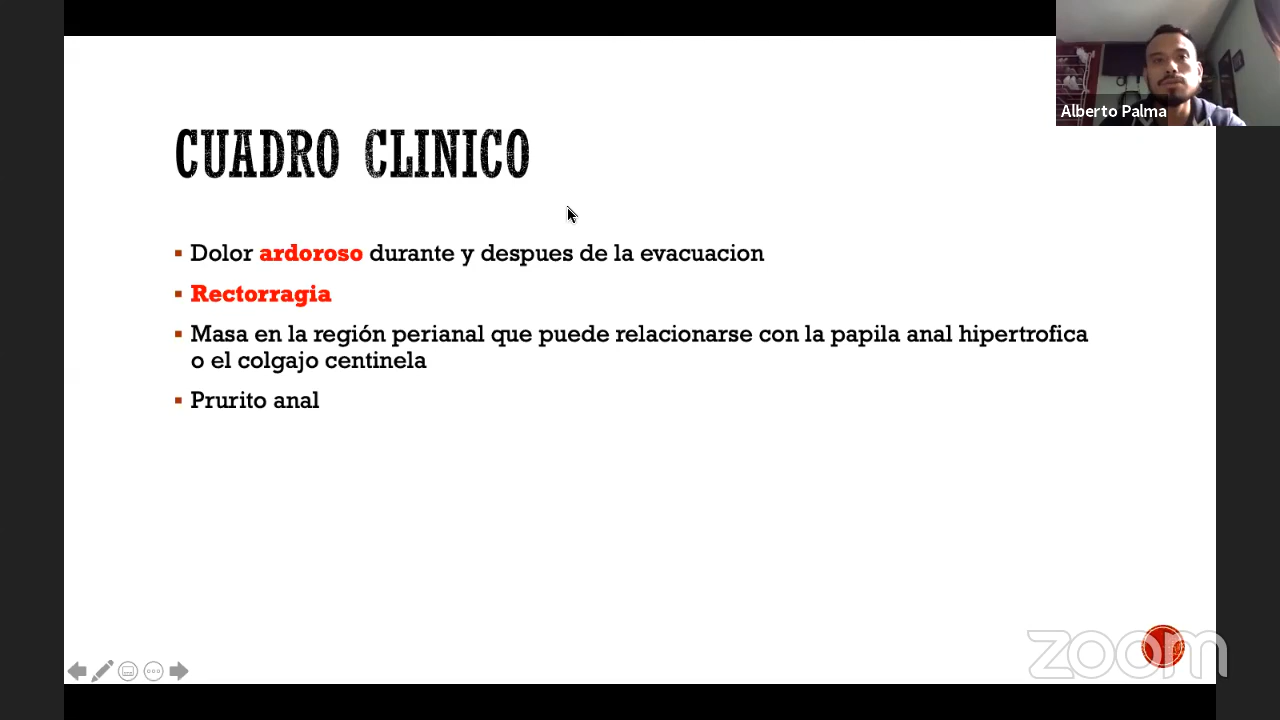 Alberto Palma
CUADRO CLINICO
Dolor ardoroso durante y despues de la evacuacion
Rectorragia
Masa en la región perianal que puede relacionarse con la papila anal hipertrofica
o el colgajo centinela
Prurito anal
zoom